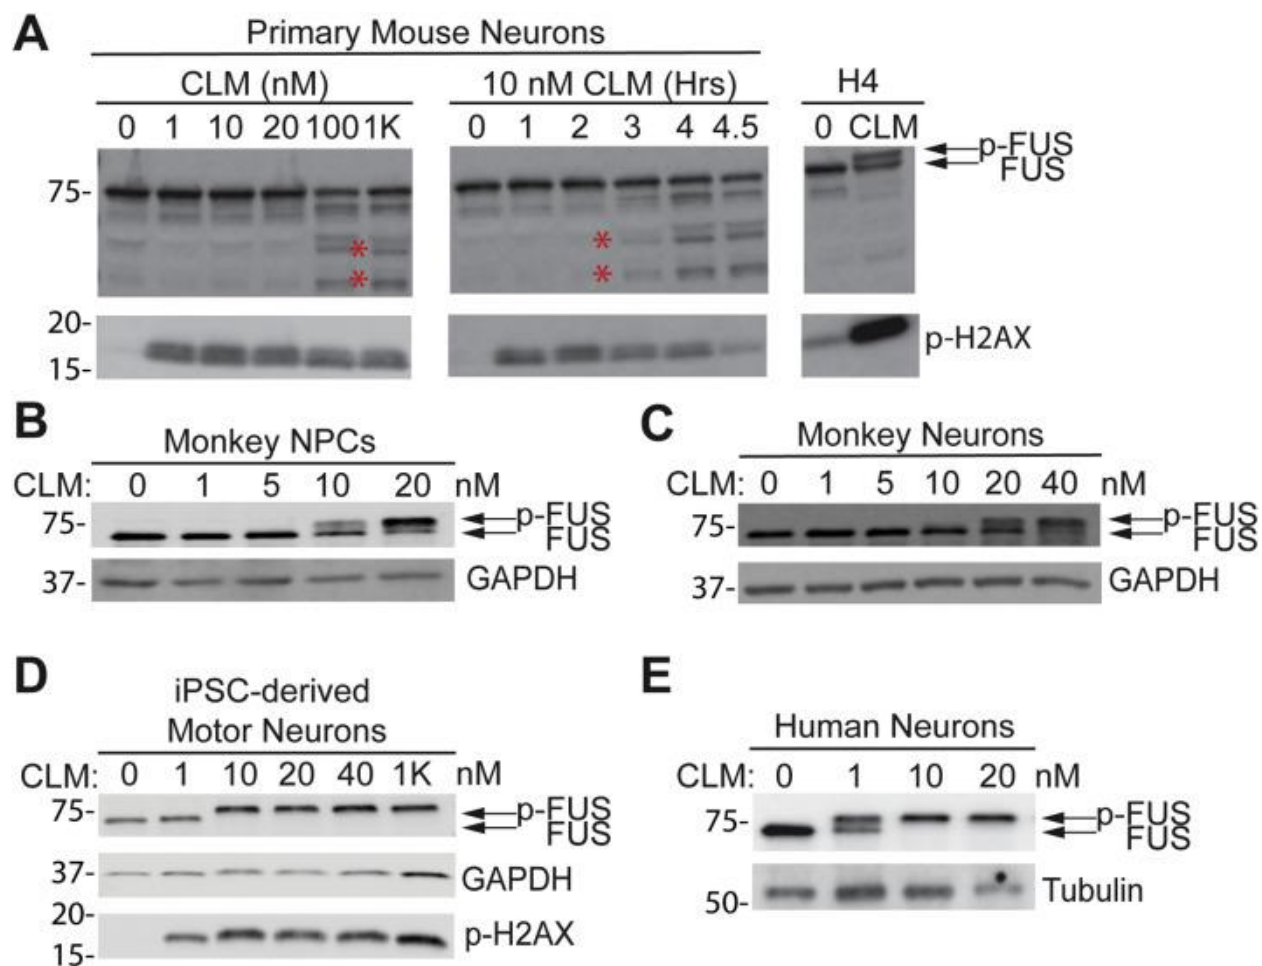 A
Primary Mouse Neurons
CLM (nM)
10 nM CLM (Hrs)
H4
0 1 10 20 100 1K
0 1 2 3 4 4.5
0 CLM
p-FUS
FUS
75-
*
*
*
*
20-
15-
p-H2AX
B
Monkey NPCs
CLM: 0 1 5 10 20 nM
75-
p-FUS
FUS
37-
GAPDH
C
Monkey Neurons
CLM: 0 1 5 10 20 40 nM
75-
p-FUS
FUS
37-
GAPDH
D
iPSC-derived
Motor Neurons
CLM: 0 1 10 20 40 1K nM
75-
p-FUS
FUS
37-
GAPDH
20-
15-
p-H2AX
E
Human Neurons
CLM: 0 1 10 20 nM
75-
p-FUS
FUS
50-
Tubulin